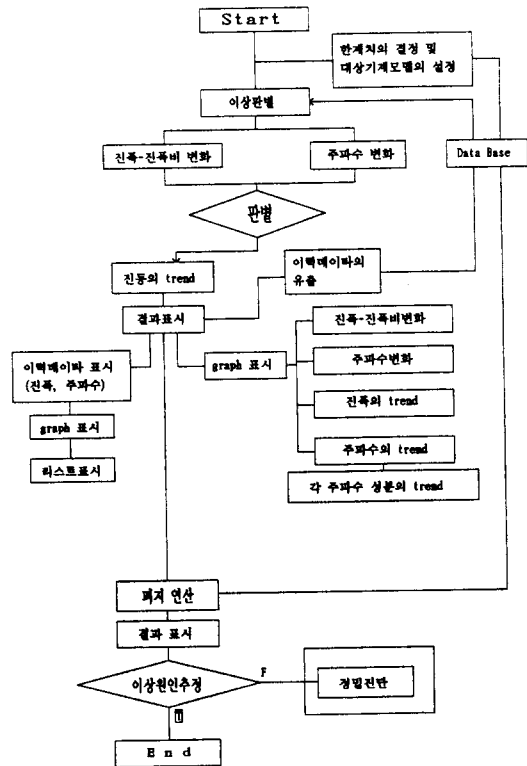 Start
한계치의 결정 및
대상기계모델의 설정
이상판별
진폭-진폭비 변화
주파수 변화
Data Base
판별
진동의 trend
이력데이타의
유출
결과표시
진폭-진폭비변화
이력데이타 표시
(진폭, 주파수)
graph 표시
주파수변화
graph 표시
진폭의 trend
리스트표시
주파수의 trend
각 주파수 성분의 trend
퍼지 연산
결과 표시
이상원인추정
F
정밀진단
T
End